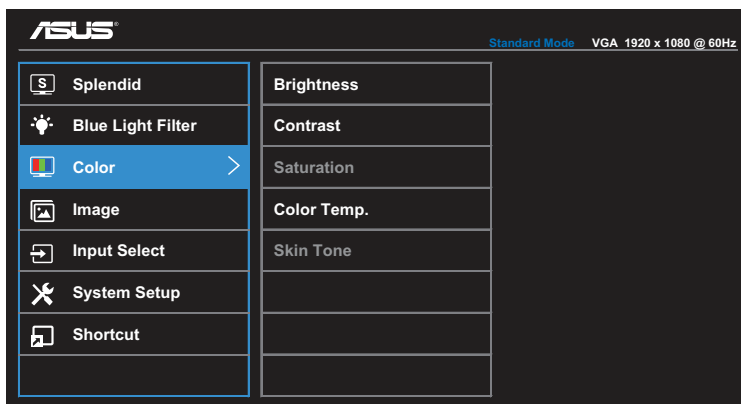 ASUS
Standard Mode VGA 1920 x 1080 @ 60Hz
S Splendid
Blue Light Filter
Color
Image
Input Select
System Setup
Shortcut
Brightness
Contrast
Saturation
Color Temp.
Skin Tone